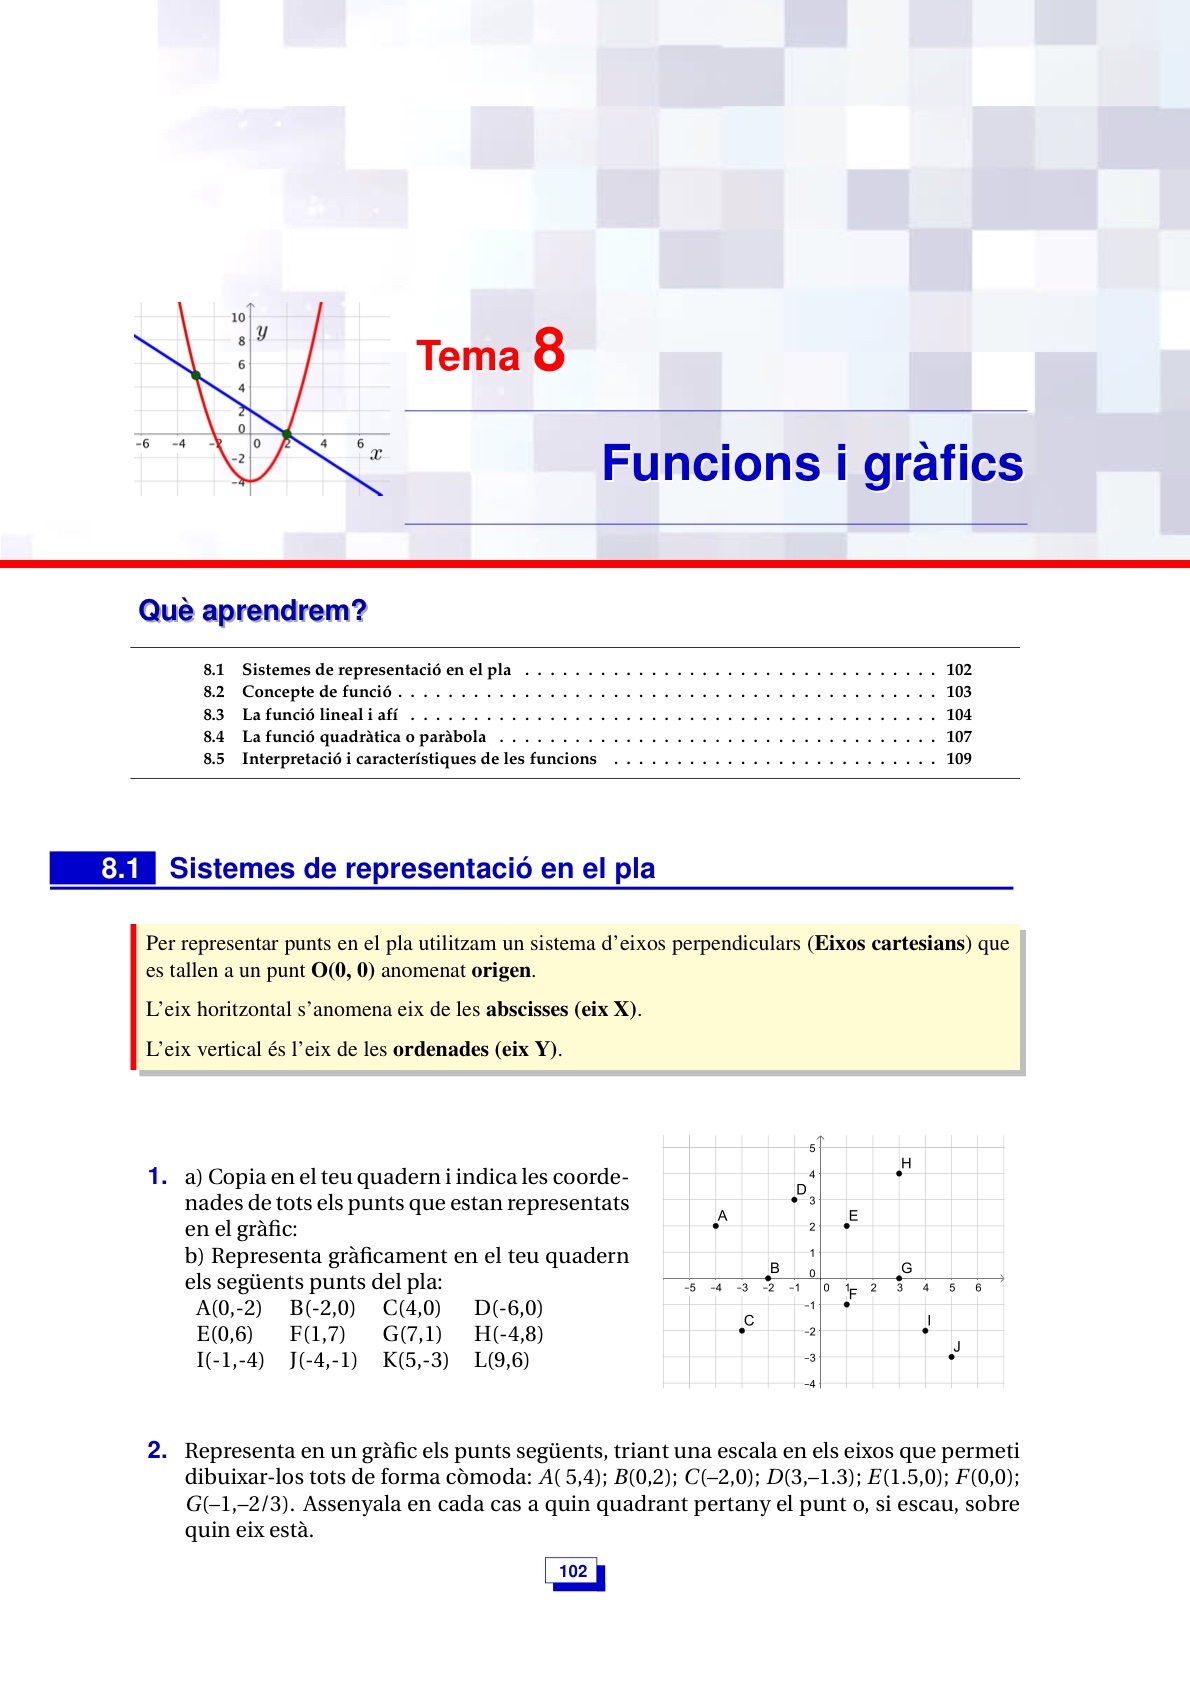 10
y
8
6
4
2
0
-6 -4 -2 0 2 4 6 x
-2
-4
Tema 8
Funcions i gràfics
Què aprendrem?
8.1 Sistemes de representació en el pla . . . . . . . . . . . . . . . . . . . . . . . . . . . . . . . . . 102
8.2 Concepte de funció . . . . . . . . . . . . . . . . . . . . . . . . . . . . . . . . . . . . . . . . . . . 103
8.3 La funció lineal i afí . . . . . . . . . . . . . . . . . . . . . . . . . . . . . . . . . . . . . . . . . . 104
8.4 La funció quadràtica o paràbola . . . . . . . . . . . . . . . . . . . . . . . . . . . . . . . . . . . 107
8.5 Interpretació i característiques de les funcions . . . . . . . . . . . . . . . . . . . . . . . . . . 109
8.1 Sistemes de representació en el pla
Per representar punts en el pla utilitzam un sistema d'eixos perpendiculars (Eixos cartesians) que
es tallen a un punt O(0, 0) anomenat origen.
L'eix horitzontal s'anomena eix de les abscisses (eix X).
L'eix vertical és l'eix de les ordenades (eix Y).
1. a) Copia en el teu quadern i indica les coorde-
nades de tots els punts que estan representats
en el gràfic:
b) Representa gràficament en el teu quadern
els següents punts del pla:
A(0,-2) B(-2,0) C(4,0) D(-6,0)
E(0,6) F(1,7) G(7,1) H(-4,8)
I(-1,-4) J(-4,-1) K(5,-3) L(9,6)
5
H
4
D
3
A
E
2
1
B
0
G
−5 −4 −3 −2 −1 0 1 2 3 4 5 6
F
−1
C
I
−2
J
−3
−4
2. Representa en un gràfic els punts següents, triant una escala en els eixos que permeti
dibuixar-los tots de forma còmoda: A( 5,4); B(0,2); C(–2,0); D(3,–1.3); E(1.5,0); F(0,0);
G(–1,–2/3). Assenyala en cada cas a quin quadrant pertany el punt o, si escau, sobre
quin eix està.
102